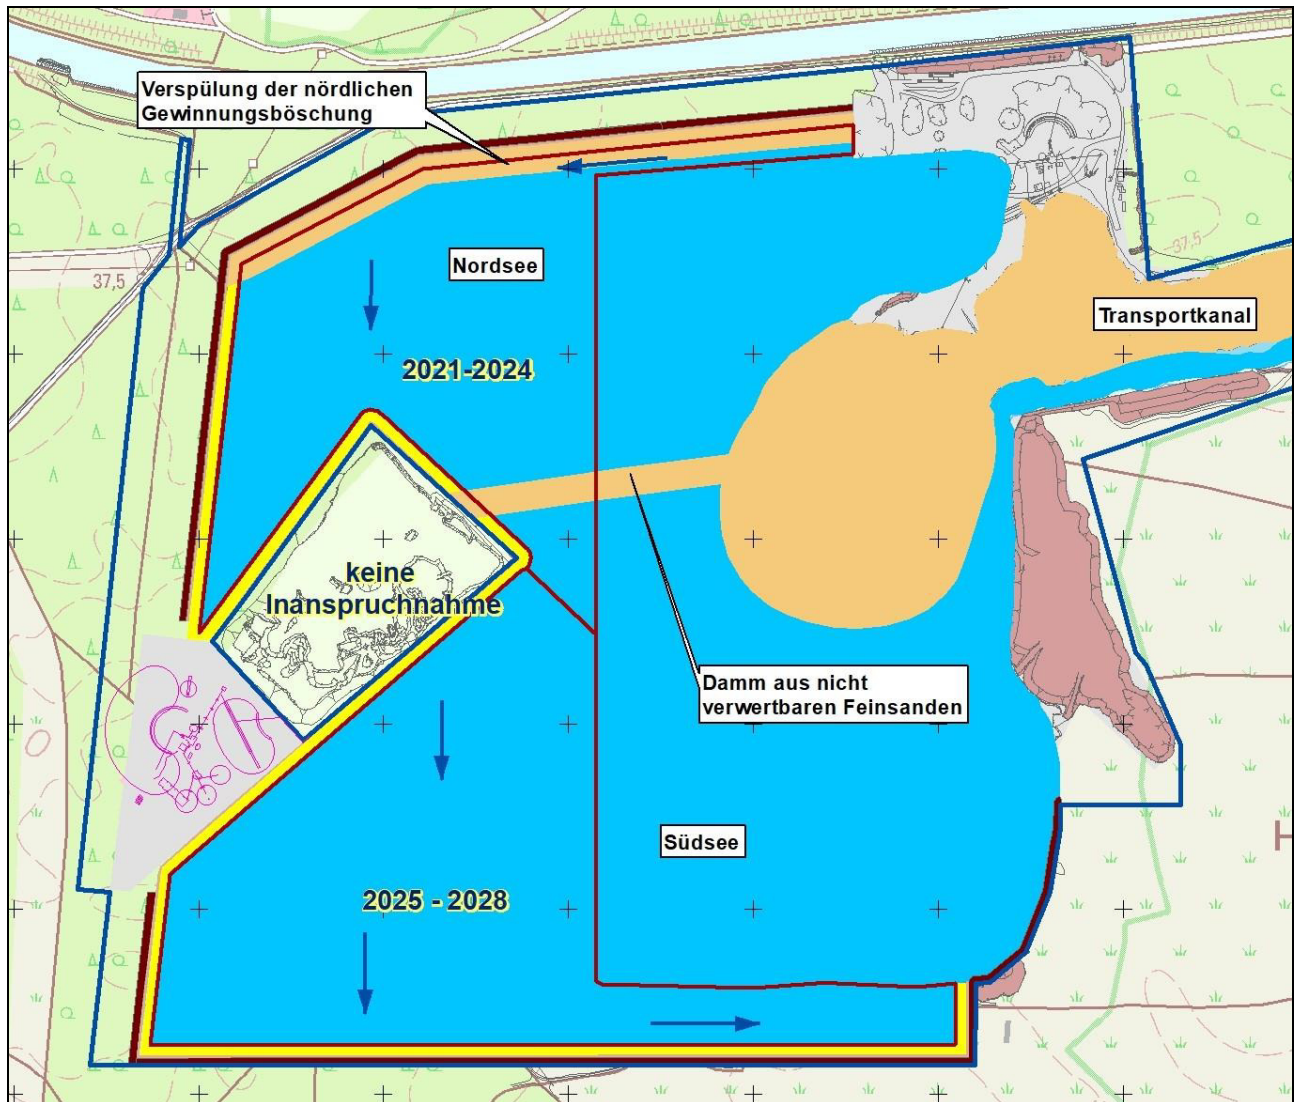 Verspülung der nördlichen
Gewinnungsböschung
Nordsee
37,5
37,5
Transportkanal
2021-2024
keine
Inanspruchnahme
Damm aus nicht
verwertbaren Feinsanden
Südsee
H
2025 - 2028